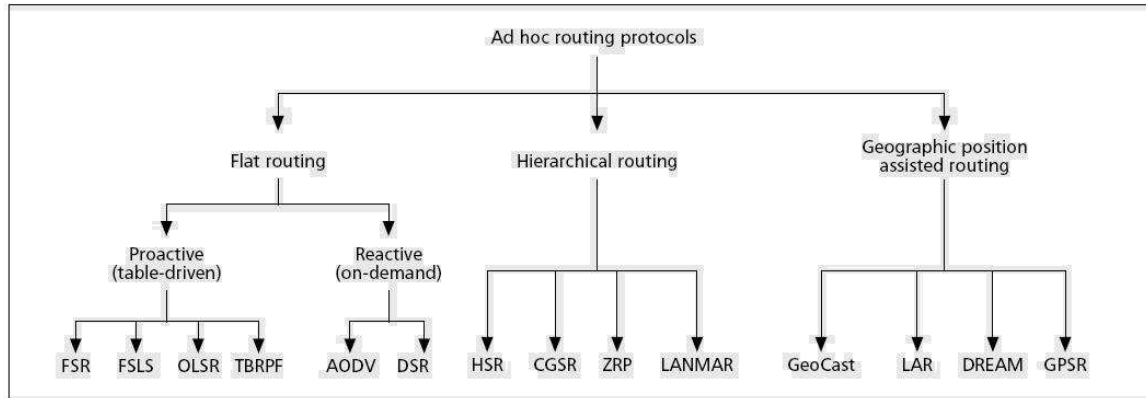 Ad hoc routing protocols
Flat routing
Hierarchical routing
Geographic position
assisted routing
Proactive
(table-driven)
Reactive
(on-demand)
FSR
FSLS
OLSR
TBRPF
AODV
DSR
HSR
CGSR
ZRP
LANMAR
GeoCast
LAR
DREAM
GPSR